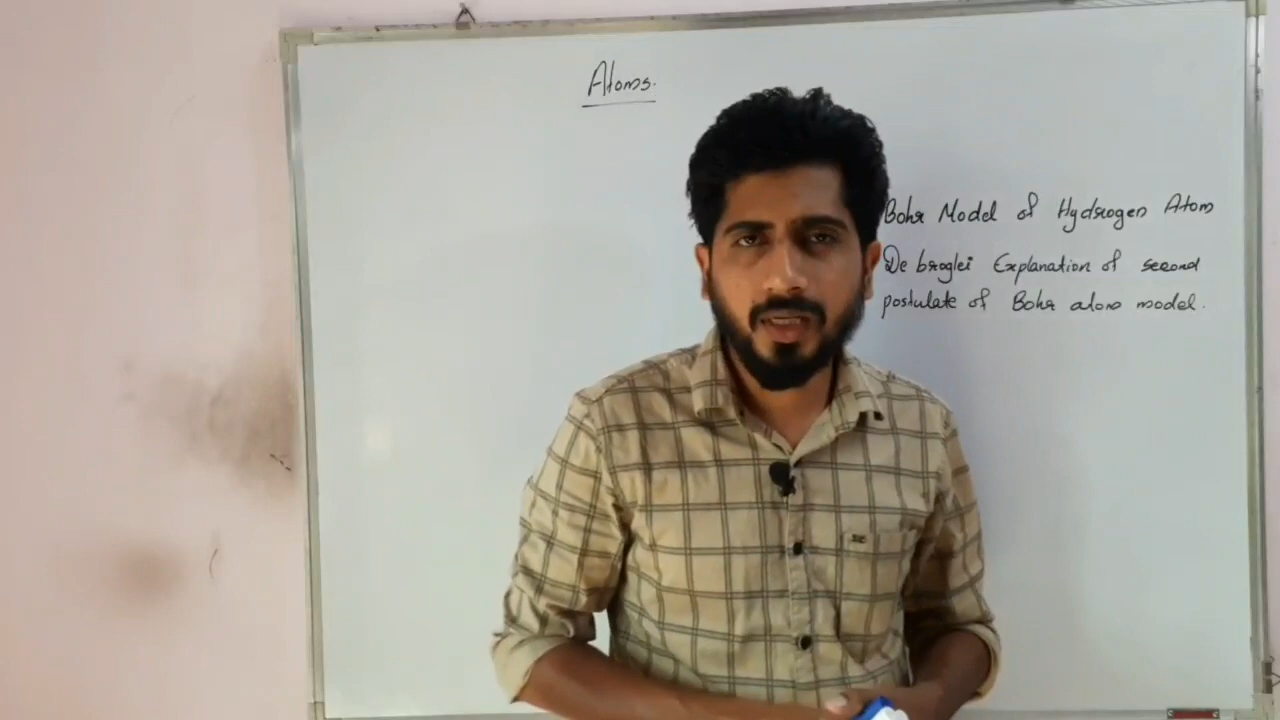 Atoms.
Bohr Model of Hydrogen Atom
De broglei Explanation of second
postulate of Bohr atom model.